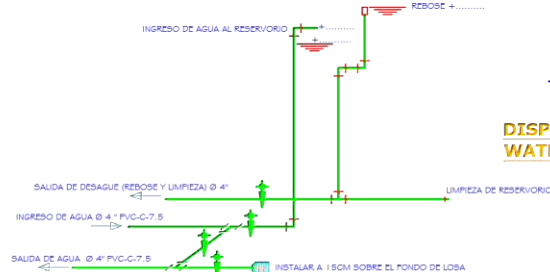 REBOSE +..........
INGRESO DE AGUA AL RESERVORIO
+..........
+..........
DISP
WATE
SALIDA DE DESAGUE (REBOSE Y LIMPIEZA) Ø 4"
LIMPIEZA DE RESERVORIO
INGRESO DE AGUA Ø 4 " PVC-C-7.5
SALIDA DE AGUA Ø 4" PVC-C-7.5
INSTALAR A 15CM SOBRE EL FONDO DE LOSA